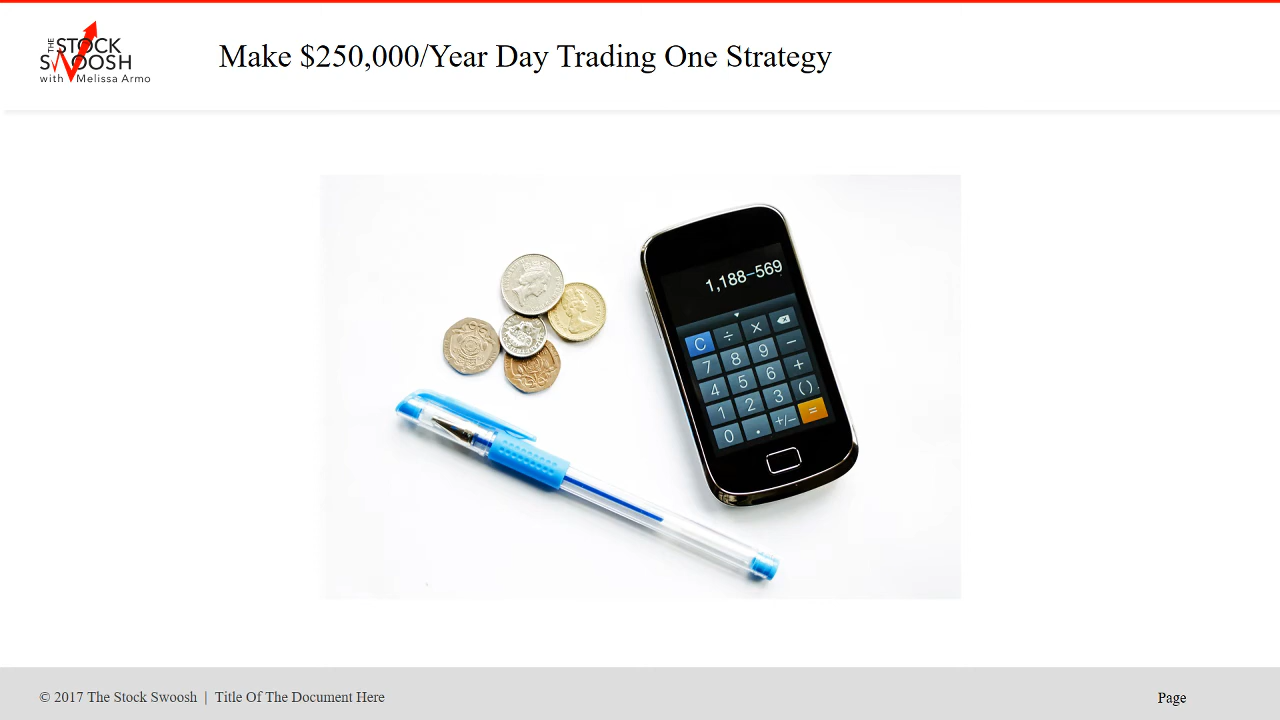 THE STOCK
SWOOSH
with Melissa Armo
Make $250,000/Year Day Trading One Strategy
1,188–569
C ÷ ×
7 8 9 −
4 5 6 +
1 2 3 ( )
0 . +/− =
© 2017 The Stock Swoosh | Title Of The Document Here
Page